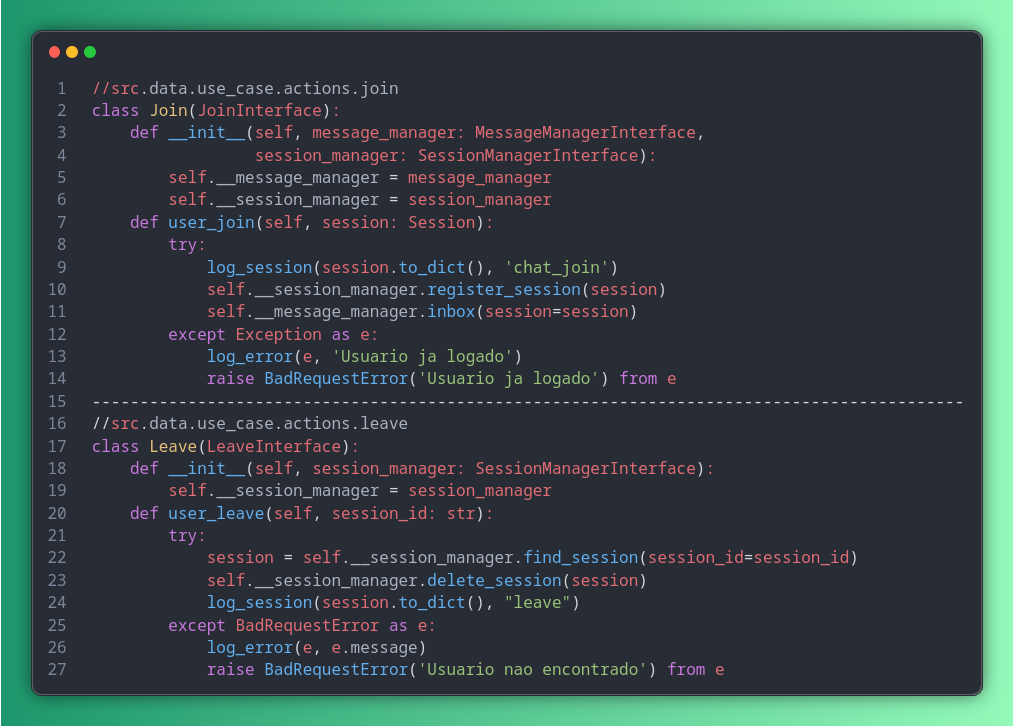 1 //src.data.use_case.actions.join
2 class Join(JoinInterface):
3     def __init__(self, message_manager: MessageManagerInterface,
4                  session_manager: SessionManagerInterface):
5         self.__message_manager = message_manager
6         self.__session_manager = session_manager
7     def user_join(self, session: Session):
8         try:
9             log_session(session.to_dict(), 'chat_join')
10             self.__session_manager.register_session(session)
11             self.__message_manager.inbox(session=session)
12         except Exception as e:
13             log_error(e, 'Usuario ja logado')
14             raise BadRequestError('Usuario ja logado') from e
15 -------------------------------------------------------------------------------------------
16 //src.data.use_case.actions.leave
17 class Leave(LeaveInterface):
18     def __init__(self, session_manager: SessionManagerInterface):
19         self.__session_manager = session_manager
20     def user_leave(self, session_id: str):
21         try:
22             session = self.__session_manager.find_session(session_id=session_id)
23             self.__session_manager.delete_session(session)
24             log_session(session.to_dict(), "leave")
25         except BadRequestError as e:
26             log_error(e, e.message)
27             raise BadRequestError('Usuario nao encontrado') from e